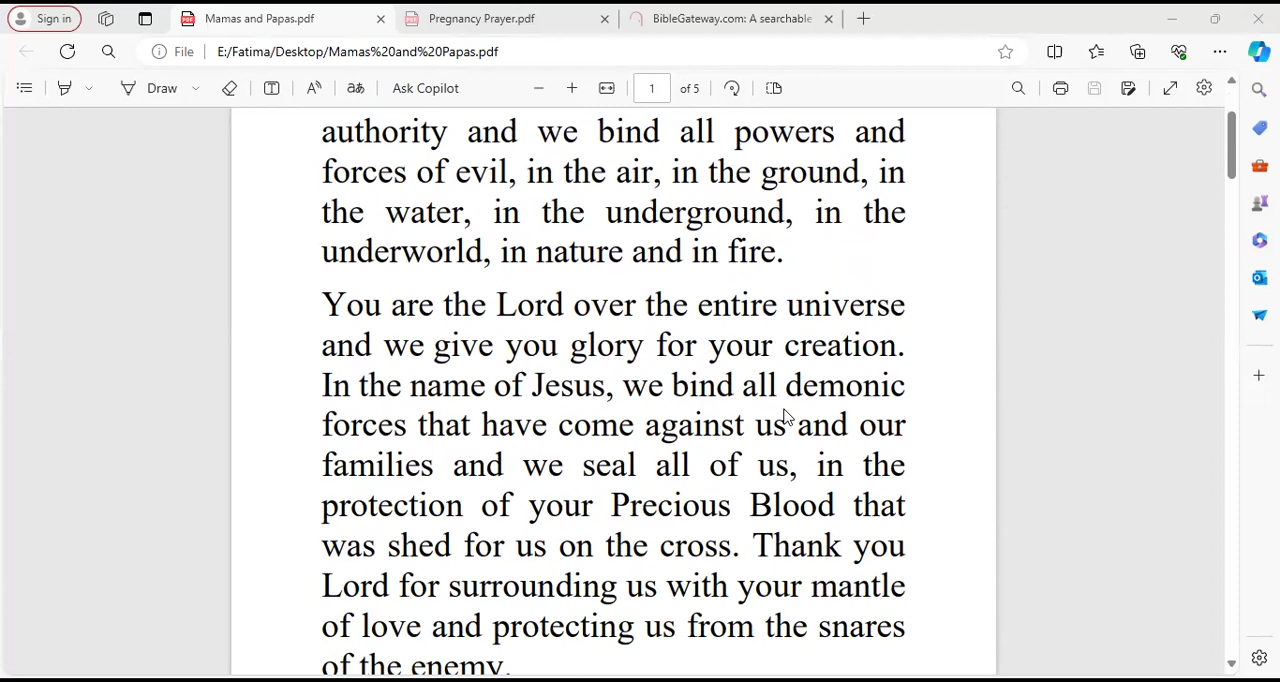 Sign in
Mamas and Papas.pdf
Pregnancy Prayer.pdf
BibleGateway.com: A searchable
File
E:/Fatima/Desktop/Mamas%20and%20Papas.pdf
Draw
aあ
Ask Copilot
1 of 5
authority and we bind all powers and
forces of evil, in the air, in the ground, in
the water, in the underground, in the
underworld, in nature and in fire.
You are the Lord over the entire universe
and we give you glory for your creation.
In the name of Jesus, we bind all demonic
forces that have come against us and our
families and we seal all of us, in the
protection of your Precious Blood that
was shed for us on the cross. Thank you
Lord for surrounding us with your mantle
of love and protecting us from the snares
of the enemy.